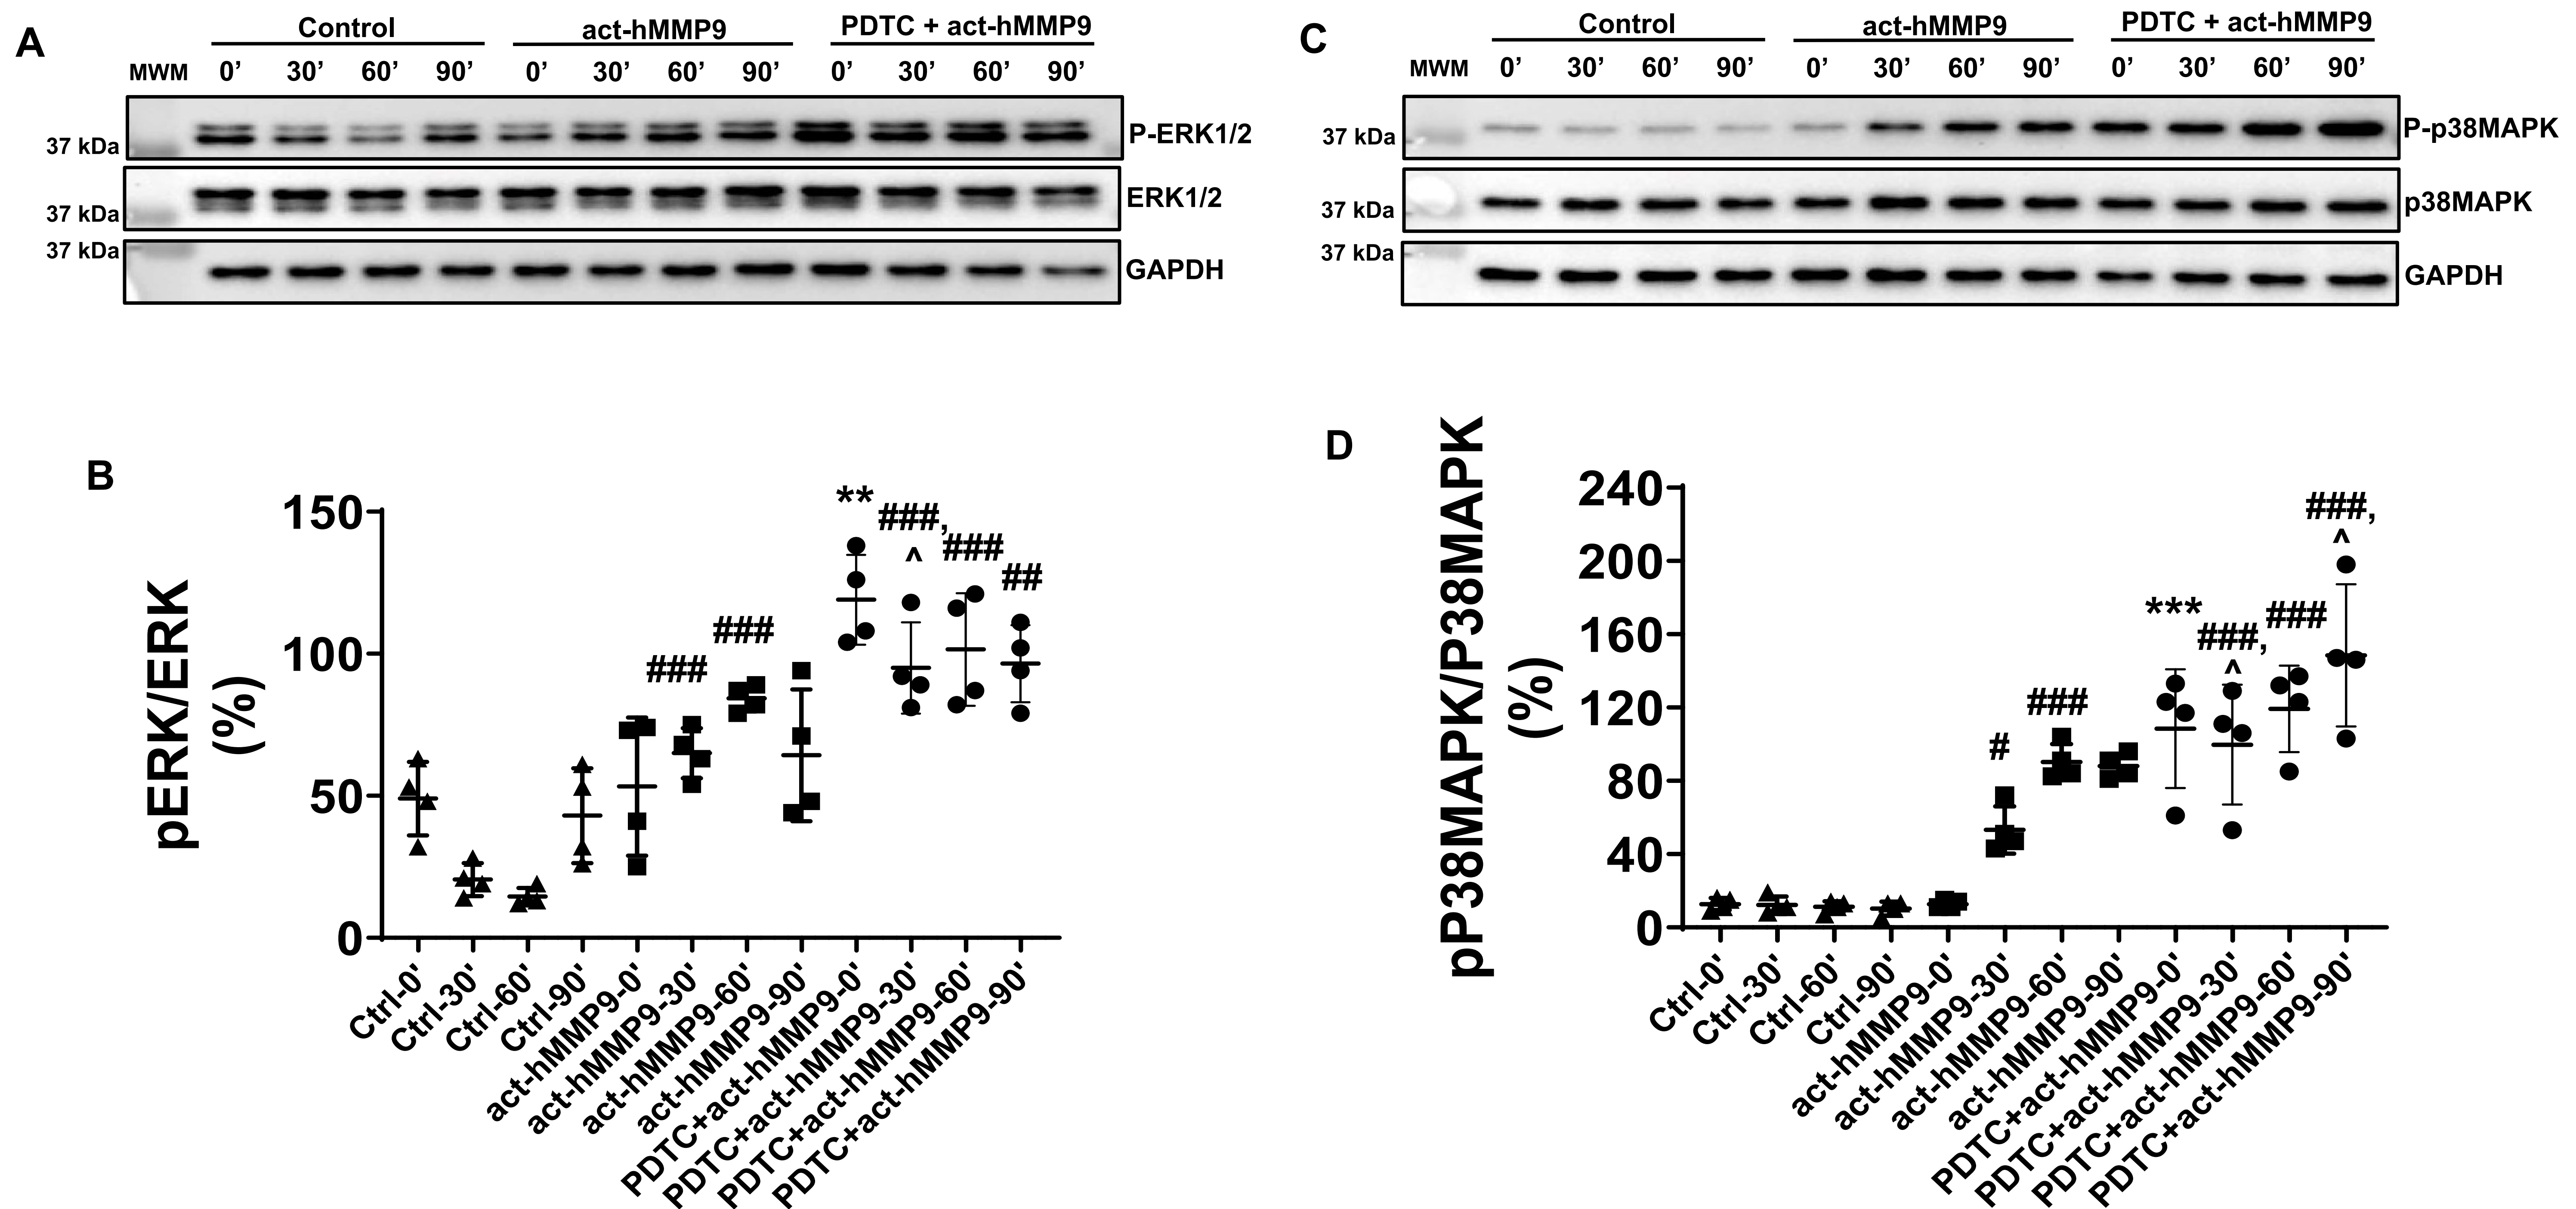 A
Control
act-hMMP9
PDTC + act-hMMP9
MWM 0’ 30’ 60’ 90’ 0’ 30’ 60’ 90’ 0’ 30’ 60’ 90’
37 kDa
P-ERK1/2
37 kDa
ERK1/2
37 kDa
GAPDH
C
Control
act-hMMP9
PDTC + act-hMMP9
MWM 0’ 30’ 60’ 90’ 0’ 30’ 60’ 90’ 0’ 30’ 60’ 90’
37 kDa
P-p38MAPK
37 kDa
p38MAPK
37 kDa
GAPDH
B
pERK/ERK
(%)
150
100
50
0
###
###
**
###,
^
###
##
Ctrl-0'
Ctrl-30'
Ctrl-60'
Ctrl-90'
act-hMMP9-0'
act-hMMP9-30'
act-hMMP9-60'
act-hMMP9-90'
PDTC+act-hMMP9-0'
PDTC+act-hMMP9-30'
PDTC+act-hMMP9-60'
PDTC+act-hMMP9-90'
D
pP38MAPK/P38MAPK
(%)
240
200
160
120
80
40
0
#
###
***
###,
^
###
###,
^
Ctrl-0'
Ctrl-30'
Ctrl-60'
Ctrl-90'
act-hMMP9-0'
act-hMMP9-30'
act-hMMP9-60'
act-hMMP9-90'
PDTC+act-hMMP9-0'
PDTC+act-hMMP9-30'
PDTC+act-hMMP9-60'
PDTC+act-hMMP9-90'